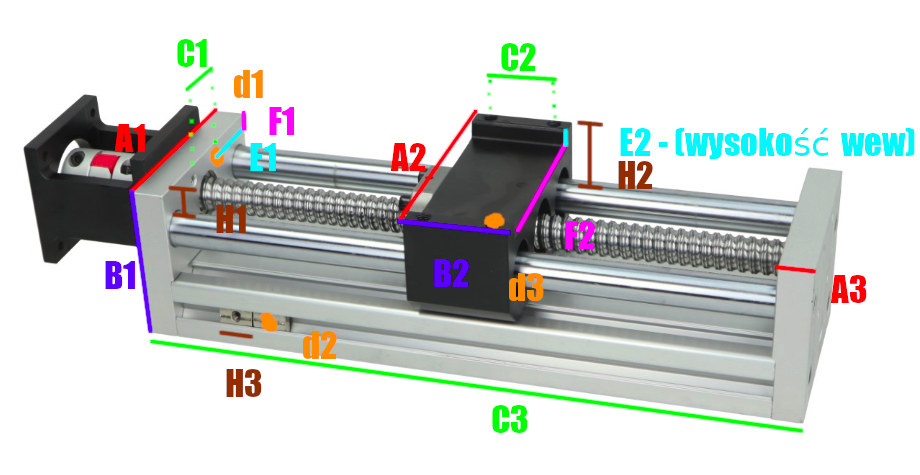 C1
C2
d1
F1
A1
E1
A2
E2 - (wysokość wew)
H2
H1
F2
B1
B2
d3
A3
d2
H3
C3